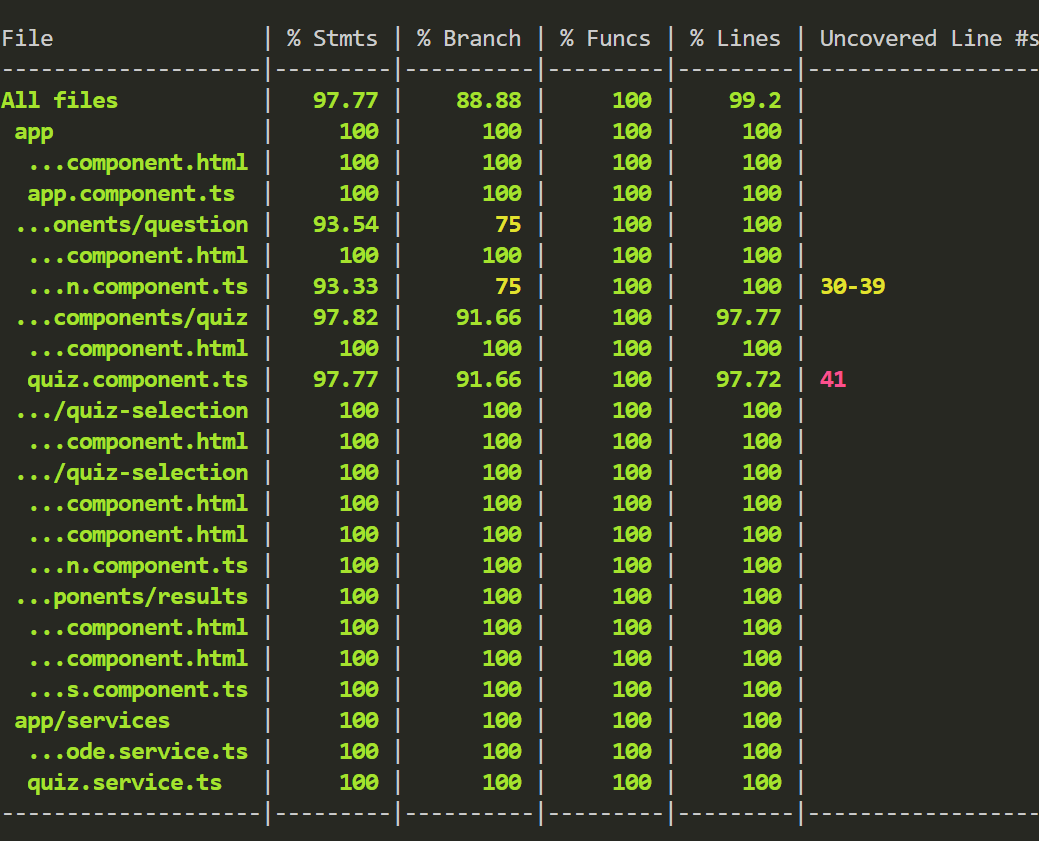 File                | % Stmts | % Branch | % Funcs | % Lines | Uncovered Line #s
--------------------|---------|----------|---------|---------|------------------
All files           |   97.77 |    88.88 |     100 |    99.2 |
 app                |     100 |      100 |     100 |     100 |
  ...component.html |     100 |      100 |     100 |     100 |
  app.component.ts  |     100 |      100 |     100 |     100 |
 ...onents/question |   93.54 |       75 |     100 |     100 |
  ...component.html |     100 |      100 |     100 |     100 |
  ...n.component.ts |   93.33 |       75 |     100 |     100 | 30-39
 ...components/quiz |   97.82 |    91.66 |     100 |   97.77 |
  ...component.html |     100 |      100 |     100 |     100 |
  quiz.component.ts |   97.77 |    91.66 |     100 |   97.72 | 41
 .../quiz-selection |     100 |      100 |     100 |     100 |
  ...component.html |     100 |      100 |     100 |     100 |
 .../quiz-selection |     100 |      100 |     100 |     100 |
  ...component.html |     100 |      100 |     100 |     100 |
  ...component.html |     100 |      100 |     100 |     100 |
  ...n.component.ts |     100 |      100 |     100 |     100 |
 ...ponents/results |     100 |      100 |     100 |     100 |
  ...component.html |     100 |      100 |     100 |     100 |
  ...component.html |     100 |      100 |     100 |     100 |
  ...s.component.ts |     100 |      100 |     100 |     100 |
 app/services       |     100 |      100 |     100 |     100 |
  ...ode.service.ts |     100 |      100 |     100 |     100 |
  quiz.service.ts   |     100 |      100 |     100 |     100 |
--------------------|---------|----------|---------|---------|------------------